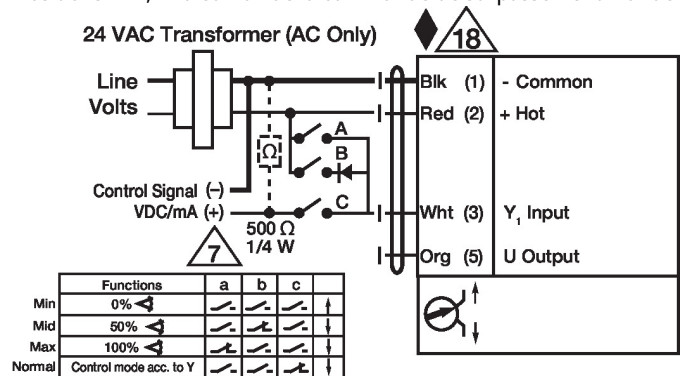 24 VAC Transformer (AC Only)
18
Line
Volts
Blk (1) - Common
Red (2) + Hot
A
B
C
Ω
Control Signal (–)
VDC/mA (+)
500 Ω
1/4 W
7
Wht (3) Y1 Input
Org (5) U Output
Functions a b c
Min 0%
Mid 50%
Max 100%
Normal Control mode acc. to Y